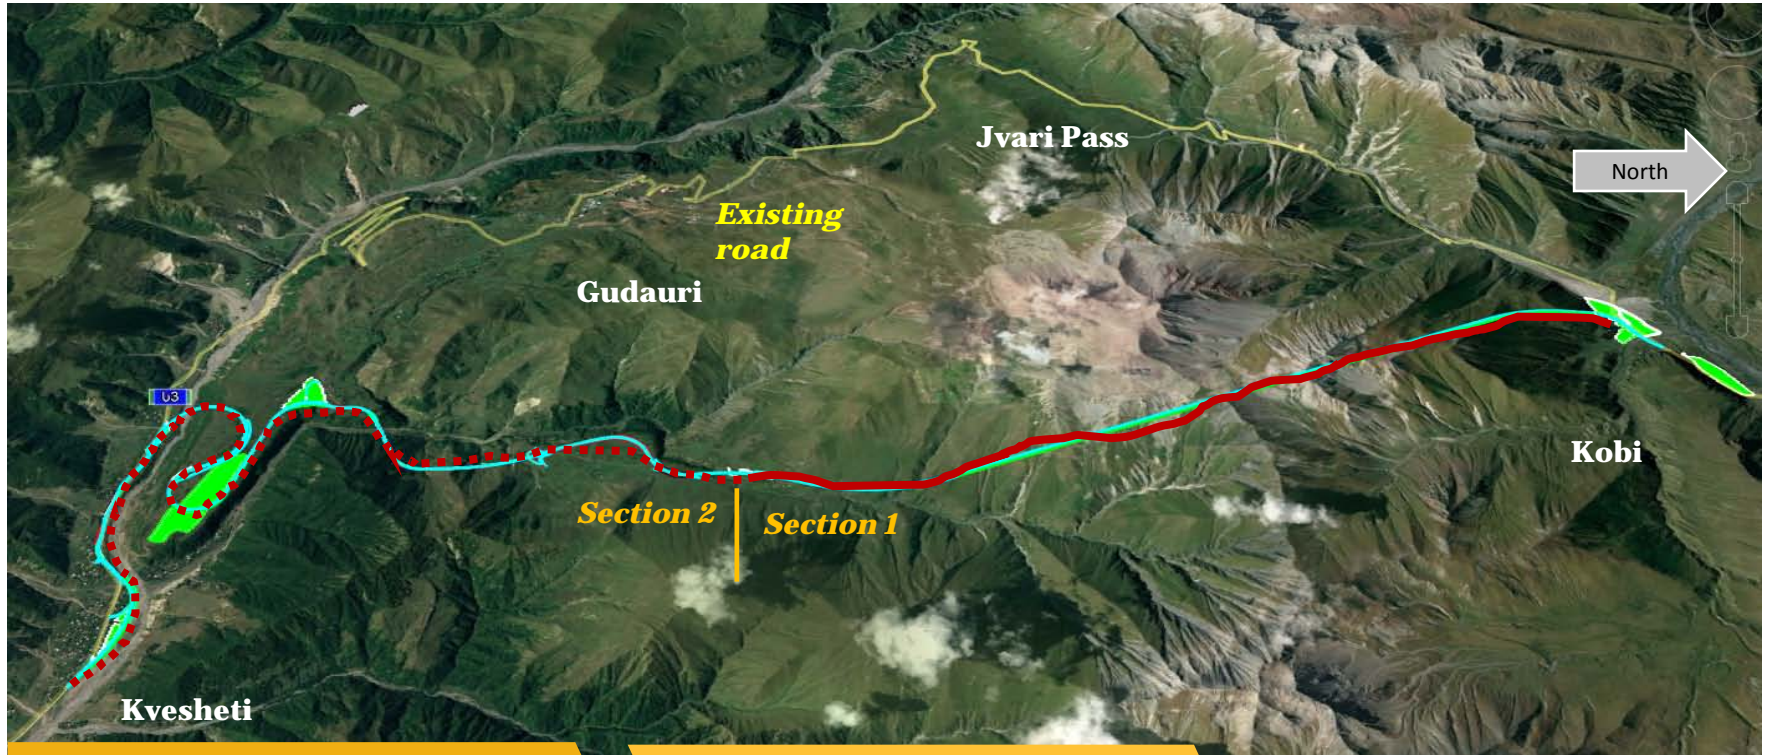 Jvari Pass
North
Existing
road
Gudauri
U3
Kobi
Section 2
Section 1
Kvesheti